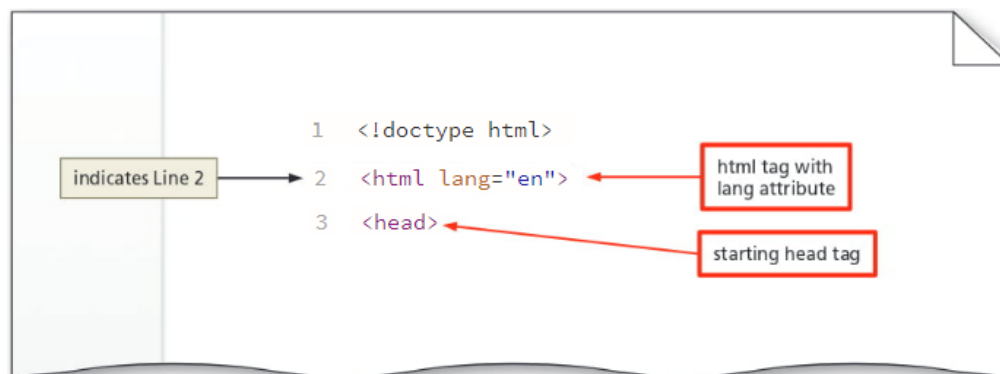 1 <!doctype html>
indicates Line 2
2 <html lang="en">
html tag with
lang attribute
3 <head>
starting head tag